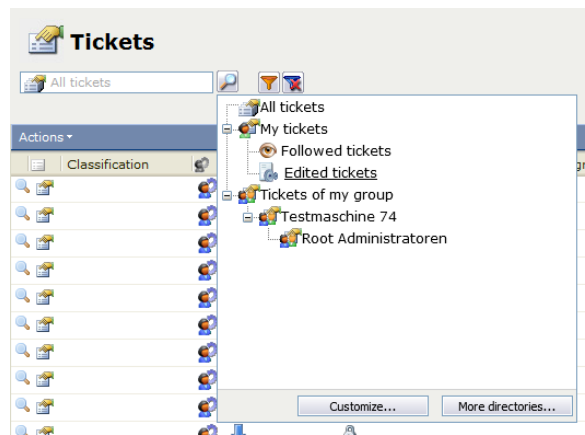 Tickets
All tickets
All tickets
Actions
My tickets
Classification
Followed tickets
Edited tickets
Tickets of my group
Testmaschine 74
Root Administratoren
Customize...
More directories...